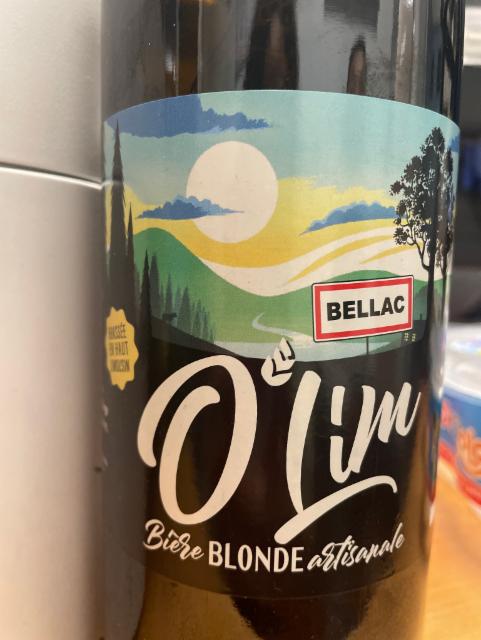 BELLAC
BRASSÉE
EN HAUT
LIMOUSIN
O'Lim
Bière BLONDE artisanale